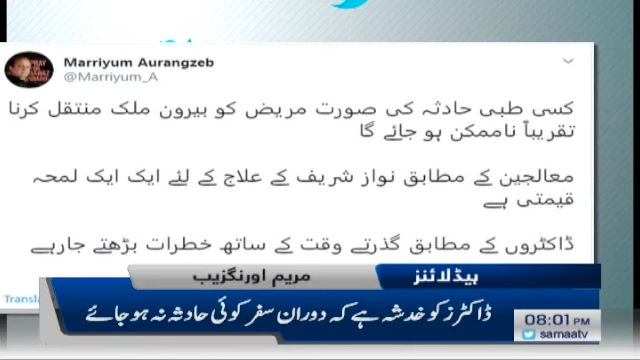 Marriyum Aurangzeb
@Marriyum_A
کسی طبی حادثہ کی صورت مریض کو بیرون ملک منتقل کرنا
تقریباً ناممکن ہو جائے گا
معالجین کے مطابق نواز شریف کے علاج کے لئے ایک ایک لمحہ
قیمتی ہے
ڈاکٹروں کے مطابق گذرتے وقت کے ساتھ خطرات بڑھتے جارہے
Transl
ہیڈلائنز
مریم اورنگزیب
ڈاکٹرز کو خدشہ ہے کہ دوران سفر کوئی حادثہ نہ ہو جائے
08:01 PM
samaatv